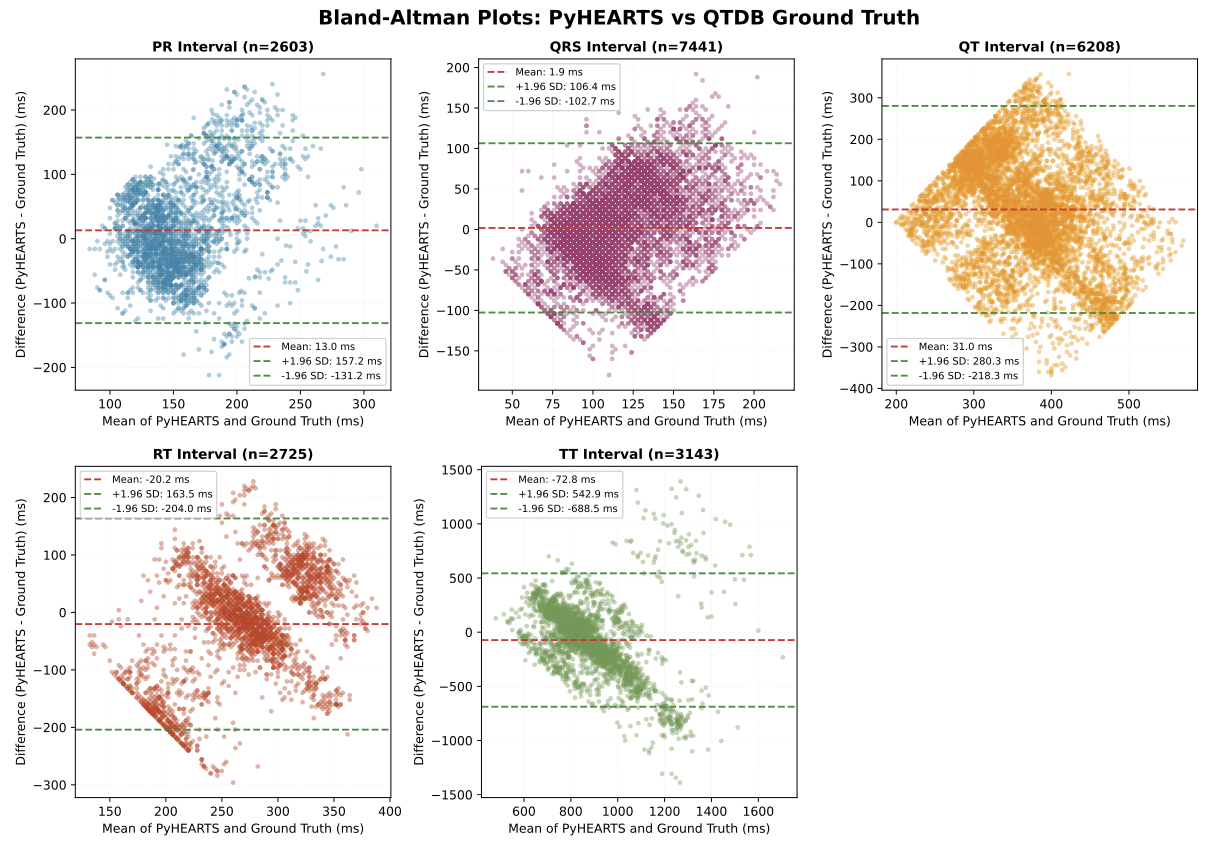 Bland-Altman Plots: PyHEARTS vs QTDB Ground Truth
PR Interval (n=2603)
Difference (PyHEARTS - Ground Truth) (ms)
200
100
0
−100
−200
Mean: 13.0 ms
+1.96 SD: 157.2 ms
-1.96 SD: -131.2 ms
100 150 200 250 300
Mean of PyHEARTS and Ground Truth (ms)
QRS Interval (n=7441)
Difference (PyHEARTS - Ground Truth) (ms)
200
150
100
50
0
−50
−100
−150
Mean: 1.9 ms
+1.96 SD: 106.4 ms
-1.96 SD: -102.7 ms
50 75 100 125 150 175 200
Mean of PyHEARTS and Ground Truth (ms)
QT Interval (n=6208)
Difference (PyHEARTS - Ground Truth) (ms)
300
200
100
0
−100
−200
−300
−400
Mean: 31.0 ms
+1.96 SD: 280.3 ms
-1.96 SD: -218.3 ms
200 300 400 500
Mean of PyHEARTS and Ground Truth (ms)
RT Interval (n=2725)
Difference (PyHEARTS - Ground Truth) (ms)
200
100
0
−100
−200
−300
Mean: -20.2 ms
+1.96 SD: 163.5 ms
-1.96 SD: -204.0 ms
150 200 250 300 350 400
Mean of PyHEARTS and Ground Truth (ms)
TT Interval (n=3143)
Difference (PyHEARTS - Ground Truth) (ms)
1500
1000
500
0
−500
−1000
−1500
Mean: -72.8 ms
+1.96 SD: 542.9 ms
-1.96 SD: -688.5 ms
600 800 1000 1200 1400 1600
Mean of PyHEARTS and Ground Truth (ms)